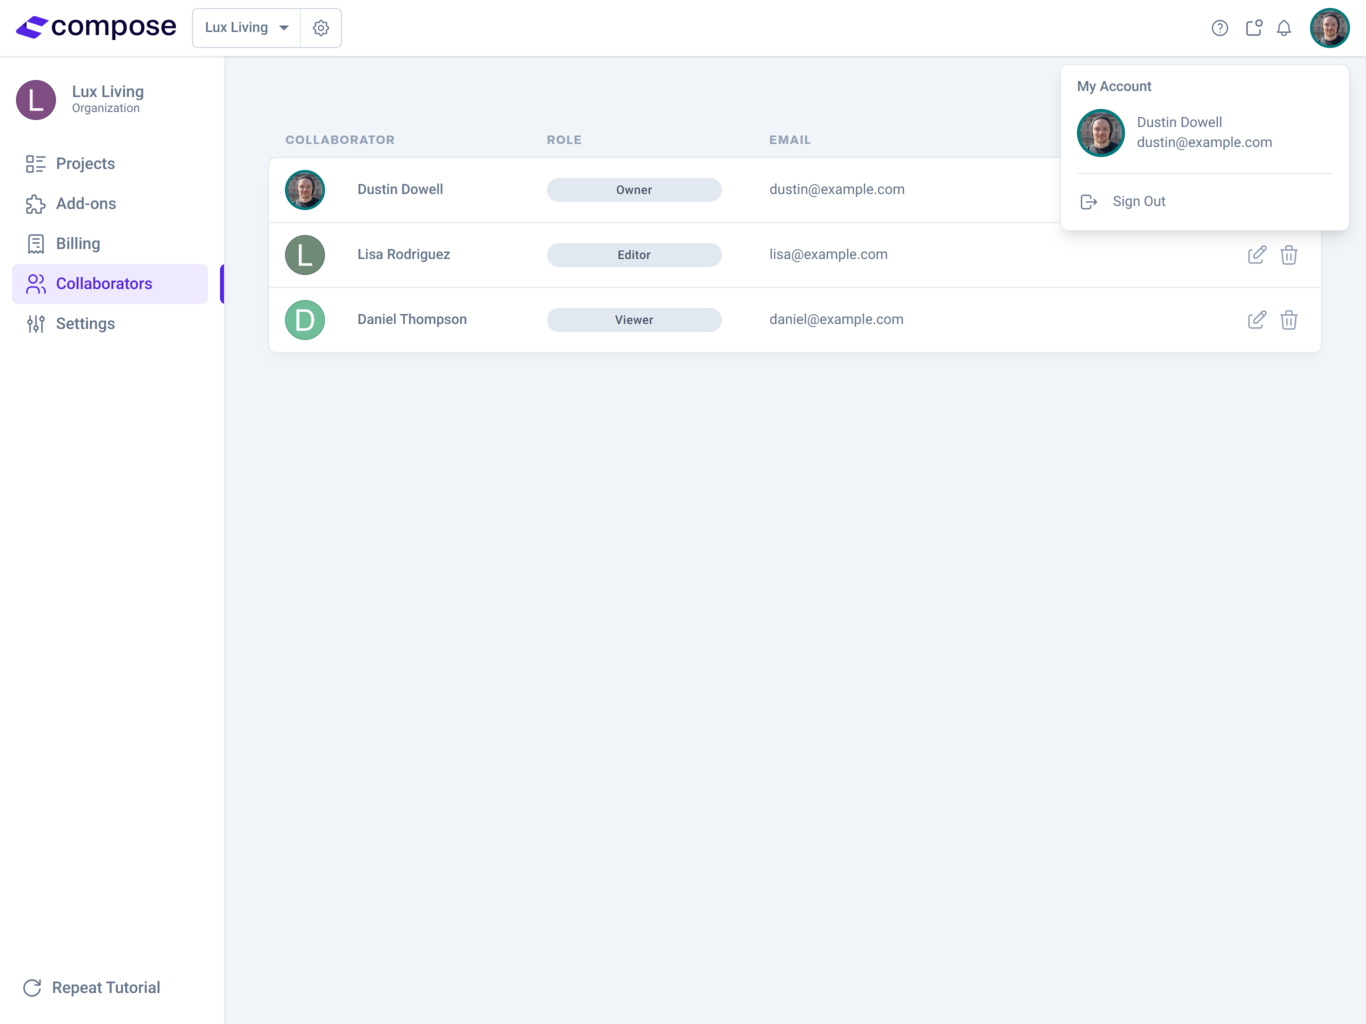 compose
Lux Living
L
Lux Living
Organization
Projects
Add-ons
Billing
Collaborators
Settings
Repeat Tutorial
COLLABORATOR ROLE EMAIL
Dustin Dowell Owner dustin@example.com
L Lisa Rodriguez Editor lisa@example.com
D Daniel Thompson Viewer daniel@example.com
My Account
Dustin Dowell
dustin@example.com
Sign Out